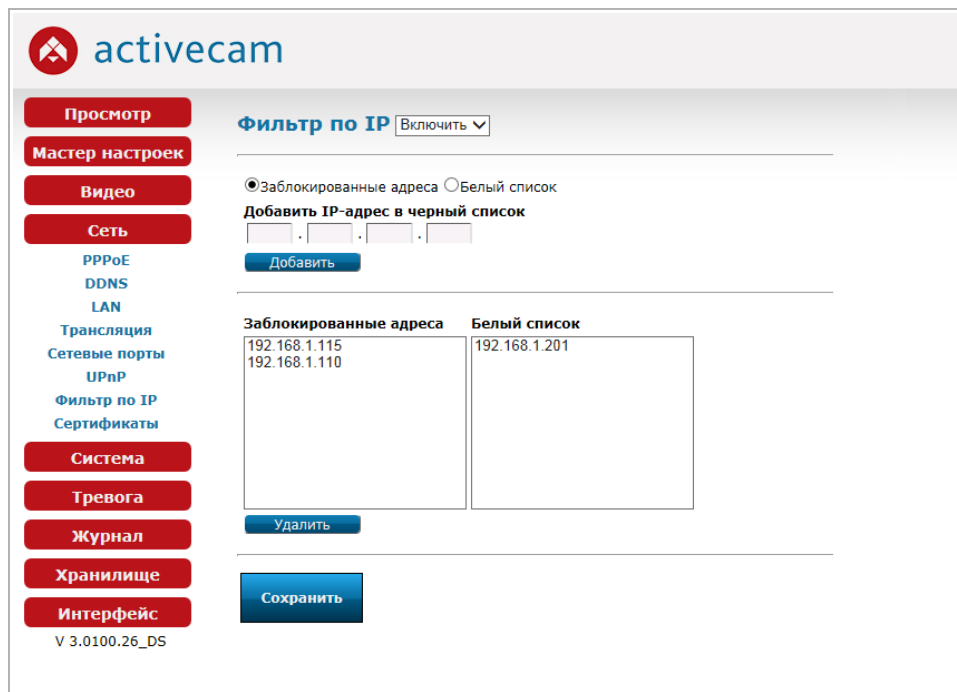 activecam
Просмотр
Мастер настроек
Видео
Сеть
PPPoE
DDNS
LAN
Трансляция
Сетевые порты
UPnP
Фильтр по IP
Сертификаты
Система
Тревога
Журнал
Хранилище
Интерфейс
V 3.0100.26_DS
Фильтр по IP Включить
Заблокированные адреса Белый список
Добавить IP-адрес в черный список
. . .
Добавить
Заблокированные адреса Белый список
192.168.1.115 192.168.1.201
192.168.1.110
Удалить
Сохранить